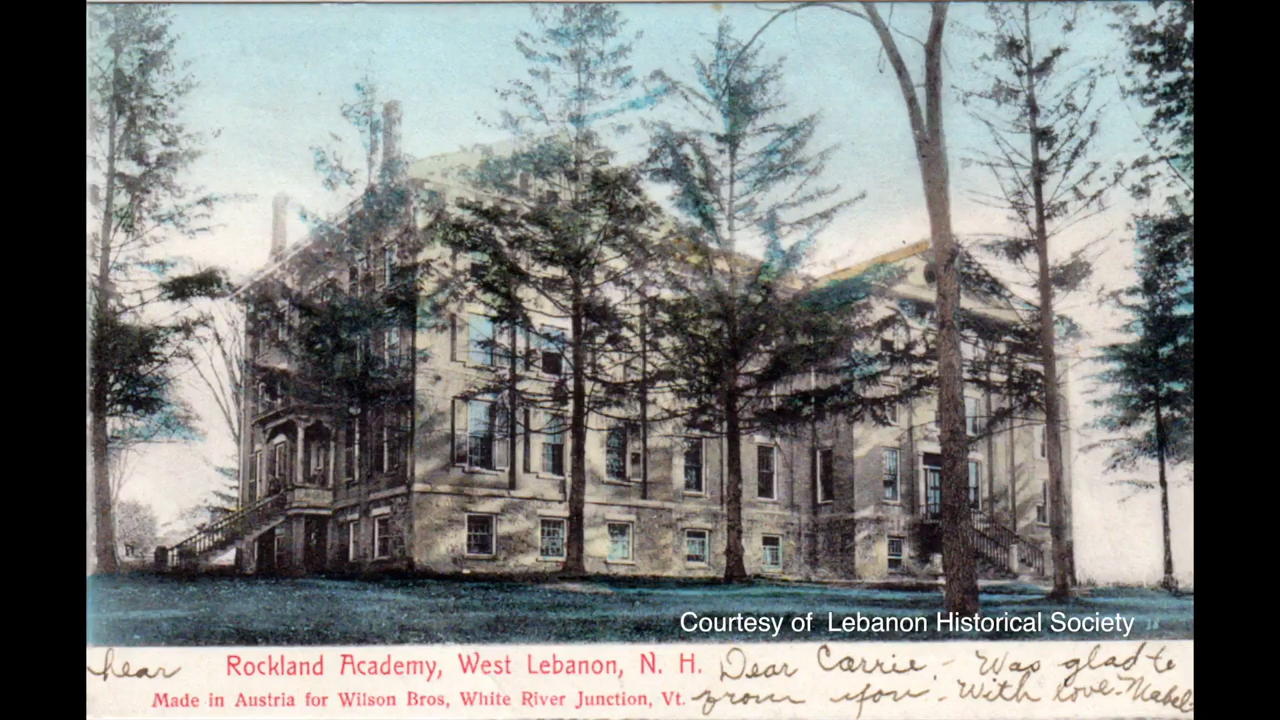 Courtesy of Lebanon Historical Society
hear Rockland Academy, West Lebanon, N. H. Dear Carrie - Was glad to
Made in Austria for Wilson Bros, White River Junction, Vt. from you. With love - Mabel